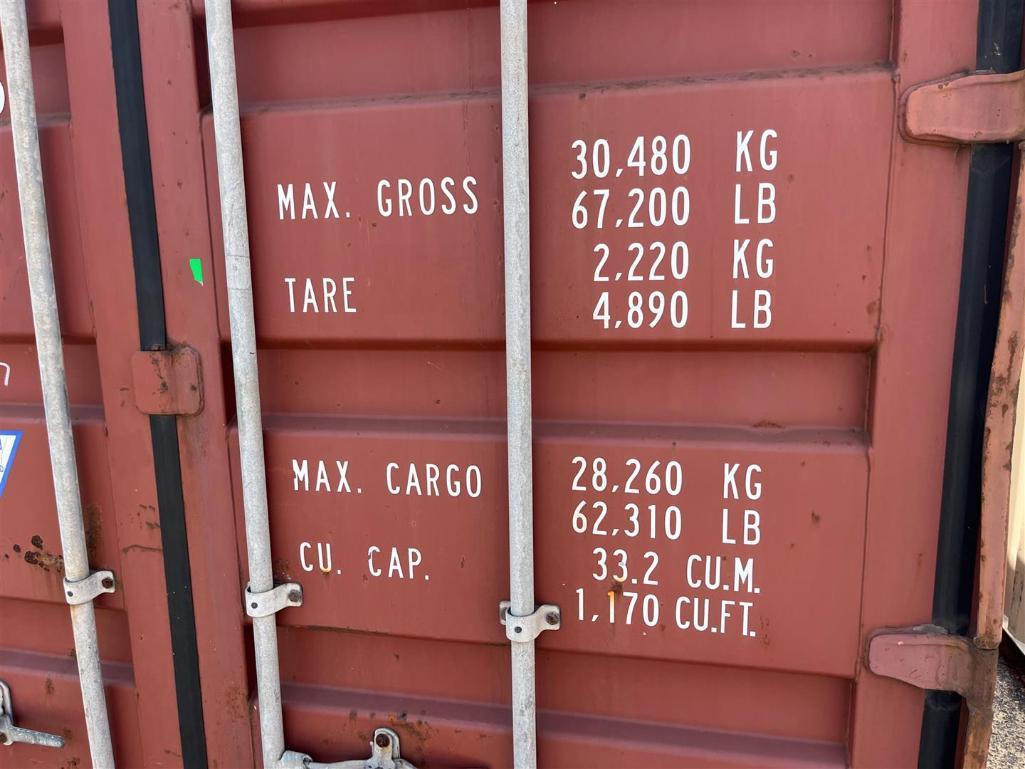 MAX. GROSS 30,480 KG
67,200 LB
TARE 2,220 KG
4,890 LB
MAX. CARGO 28,260 KG
62,310 LB
CU. CAP. 33.2 CU.M.
1,170 CU.FT.